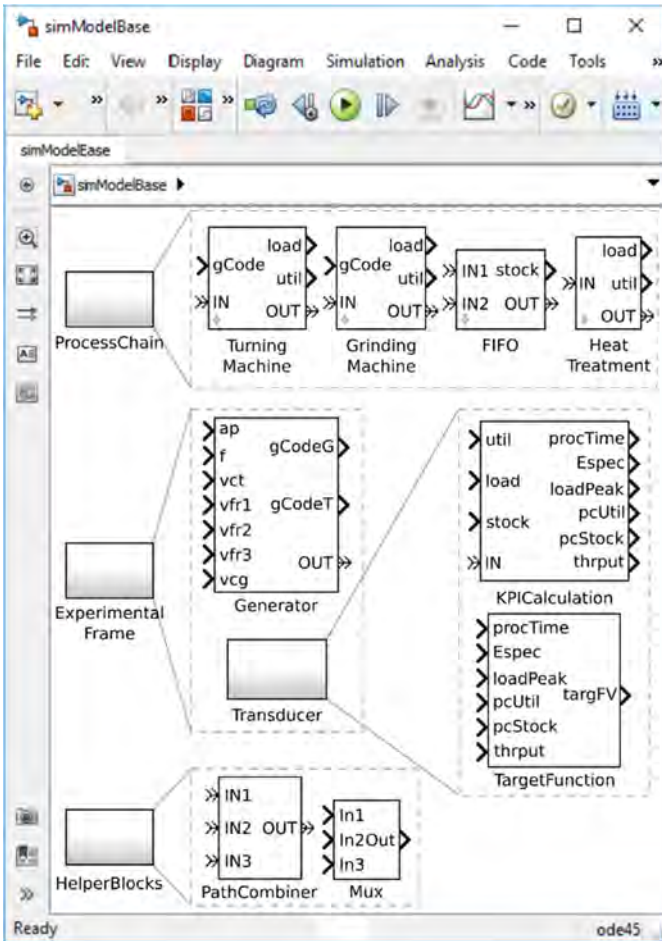 simModelBase
File Edit View Display Diagram Simulation Analysis Code Tools »
» » » »
simModelEase
simModelBase
gCode load
util
IN OUT
Turning
Machine
gCode load
util
IN OUT
Grinding
Machine
IN1 stock
IN2 OUT
FIFO
load
IN util
OUT
Heat
Treatment
ProcessChain
ap
f gCodeG
vct
vfr1 gCodeT
vfr2
vfr3 OUT
vcg
Generator
Experimental
Frame
Transducer
util procTime
Espec
load loadPeak
pcUtil
stock pcStock
IN thrput
KPICalculation
procTime
Espec
loadPeak
pcUtil targFV
pcStock
thrput
TargetFunction
IN1
IN2 OUT
IN3
PathCombiner
In1
In2Out
In3
Mux
HelperBlocks
»
Ready ode45